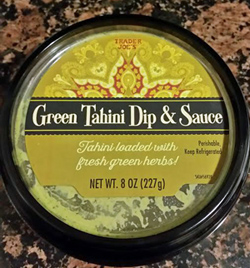 TRADER
JOE'S
Green Tahini Dip & Sauce
Tahini loaded with
fresh green herbs!
Perishable,
Keep Refrigerated
NET WT. 8 OZ (227g)